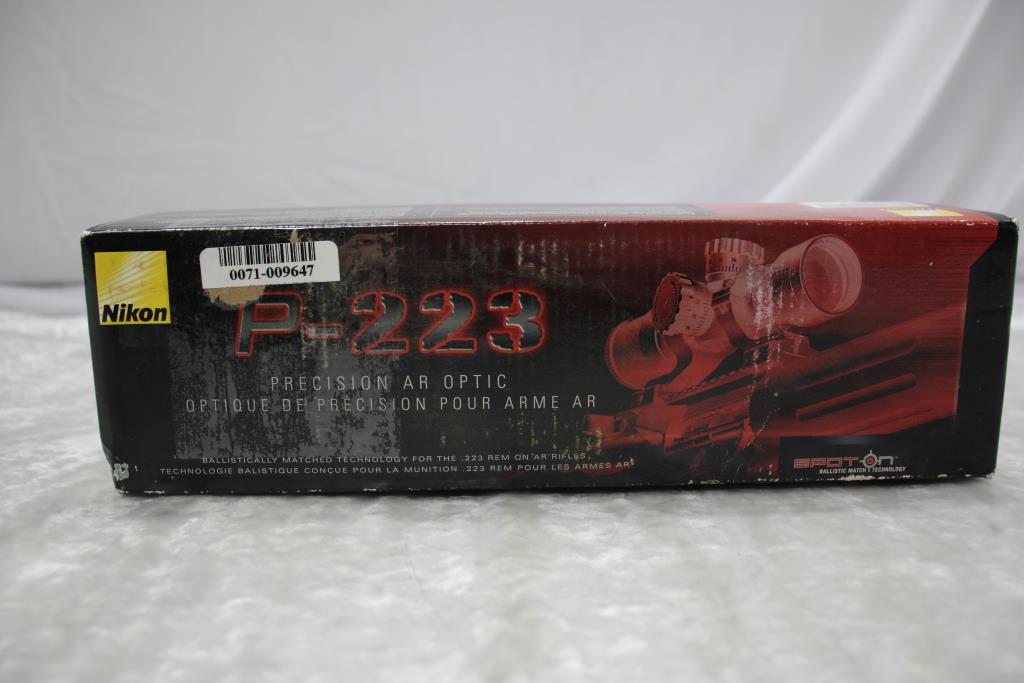 0071-009647
Nikon
P-223
PRECISION AR OPTIC
OPTIQUE DE PRÉCISION POUR ARME AR
BALLISTICALLY MATCHED TECHNOLOGY FOR THE .223 REM ON AR RIFLES.
TECHNOLOGIE BALISTIQUE CONÇUE POUR LA MUNITION .223 REM POUR LES ARMES AR
SPOT-ON
BALLISTIC MATCH TECHNOLOGY